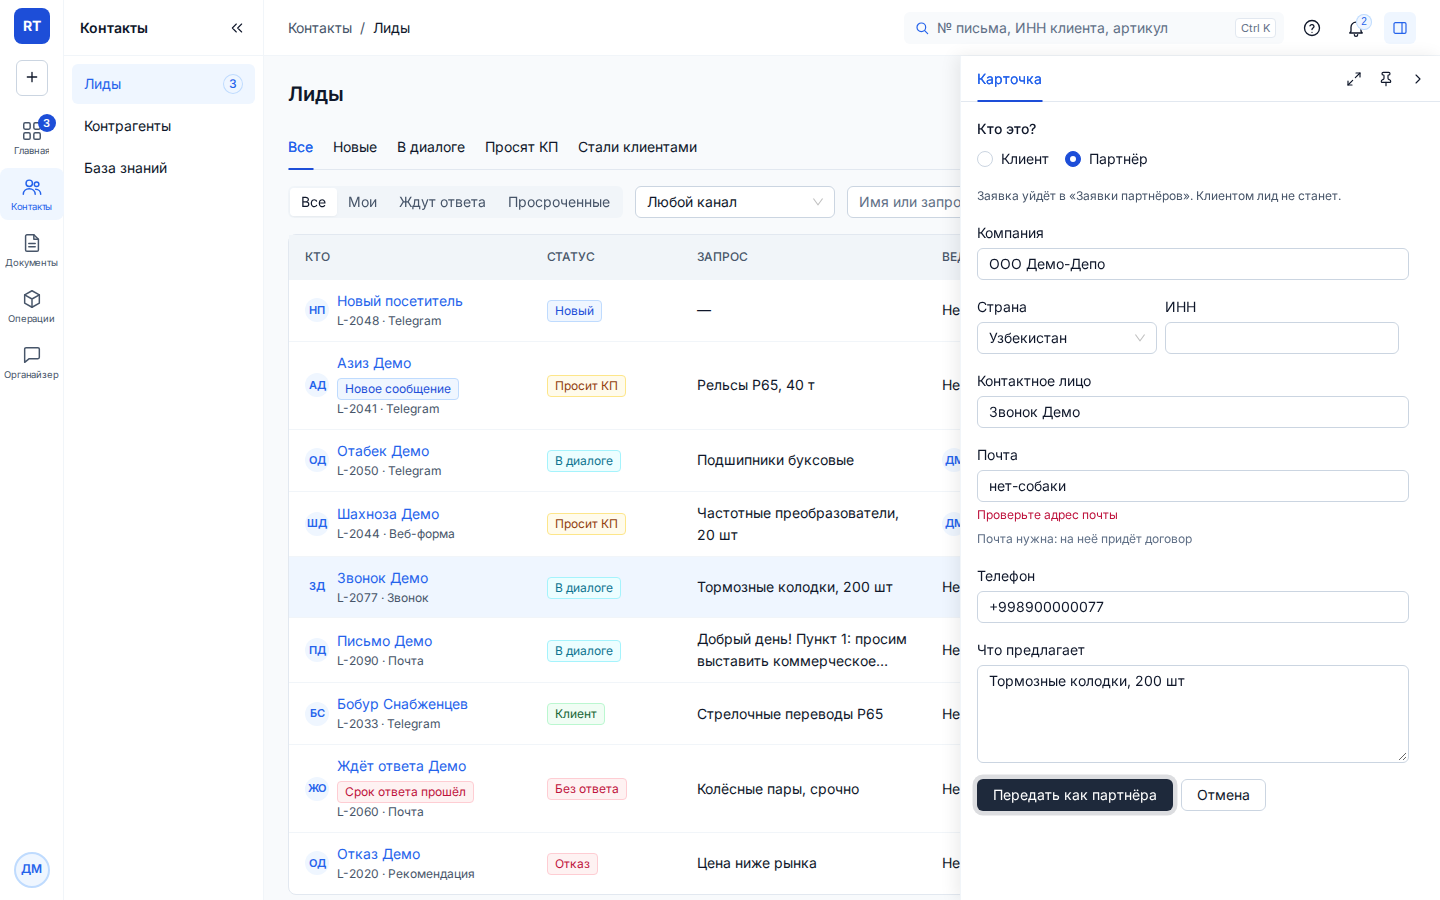 RT
Контакты
Контакты / Лиды
№ письма, ИНН клиента, артикул
Ctrl K
2
3
Главная
Контакты
Документы
Операции
Органайзер
ДМ
Лиды
3
Контрагенты
База знаний
Лиды
Все
Новые
В диалоге
Просят КП
Стали клиентами
Все
Мои
Ждут ответа
Просроченные
Любой канал
Имя или запро
КТО
СТАТУС
ЗАПРОС
ВЕД
НП
Новый посетитель
L-2048 · Telegram
Новый
—
Не
АД
Азиз Демо
Новое сообщение
L-2041 · Telegram
Просит КП
Рельсы Р65, 40 т
Не
ОД
Отабек Демо
L-2050 · Telegram
В диалоге
Подшипники буксовые
ДМ
ШД
Шахноза Демо
L-2044 · Веб-форма
Просит КП
Частотные преобразователи,
20 шт
ДМ
ЗД
Звонок Демо
L-2077 · Звонок
В диалоге
Тормозные колодки, 200 шт
Не
ПД
Письмо Демо
L-2090 · Почта
В диалоге
Добрый день! Пункт 1: просим
выставить коммерческое...
Не
БС
Бобур Снабженцев
L-2033 · Telegram
Клиент
Стрелочные переводы Р65
Не
ЖО
Ждёт ответа Демо
Срок ответа прошёл
L-2060 · Почта
Без ответа
Колёсные пары, срочно
Не
ОД
Отказ Демо
L-2020 · Рекомендация
Отказ
Цена ниже рынка
Не
Карточка
Кто это?
Клиент
Партнёр
Заявка уйдёт в «Заявки партнёров». Клиентом лид не станет.
Компания
ООО Демо-Депо
Страна
ИНН
Узбекистан
Контактное лицо
Звонок Демо
Почта
нет-собаки
Проверьте адрес почты
Почта нужна: на неё придёт договор
Телефон
+998900000077
Что предлагает
Тормозные колодки, 200 шт
Передать как партнёра
Отмена